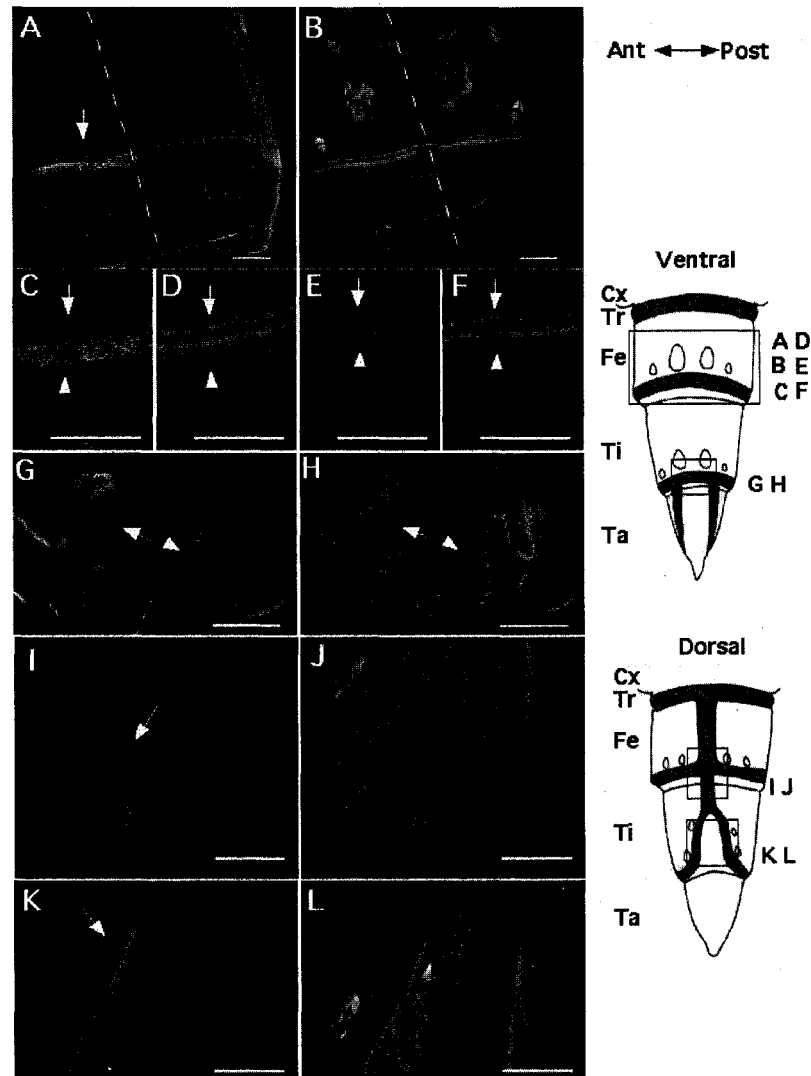 A
B
Ant Post
C
D
E
F
Ventral
Cx
Tr
Fe
A D
B E
C F
Ti
G H
Ta
G
H
I
J
Dorsal
Cx
Tr
Fe
I J
Ti
K L
Ta
K
L